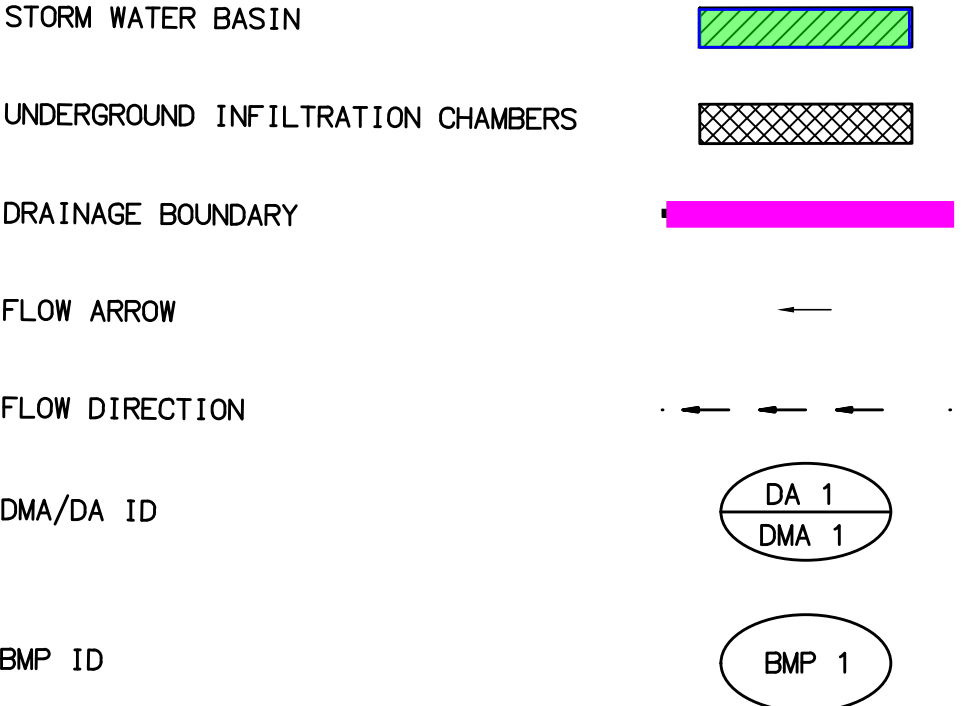 STORM WATER BASIN
UNDERGROUND INFILTRATION CHAMBERS
DRAINAGE BOUNDARY
FLOW ARROW
FLOW DIRECTION
DMA/DA ID
DA 1
DMA 1
BMP ID
BMP 1